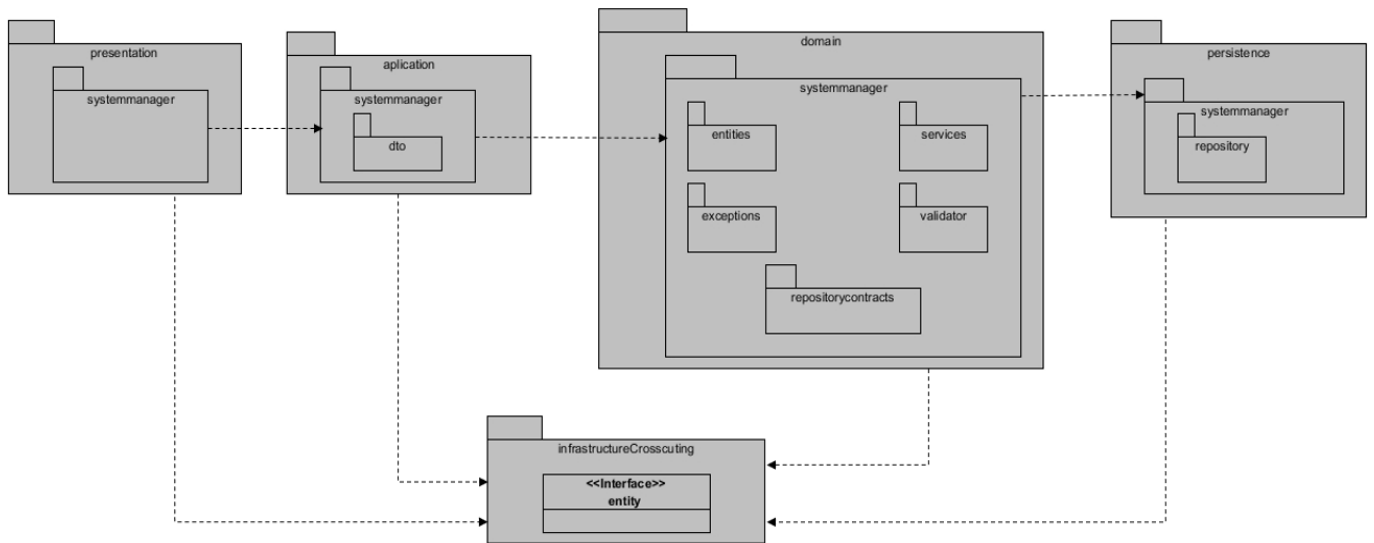 presentation
systemmanager
aplication
systemmanager
dto
domain
systemmanager
entities
services
exceptions
validator
repositorycontracts
persistence
systemmanager
repository
infrastructureCrosscuting
<<Interface>>
entity